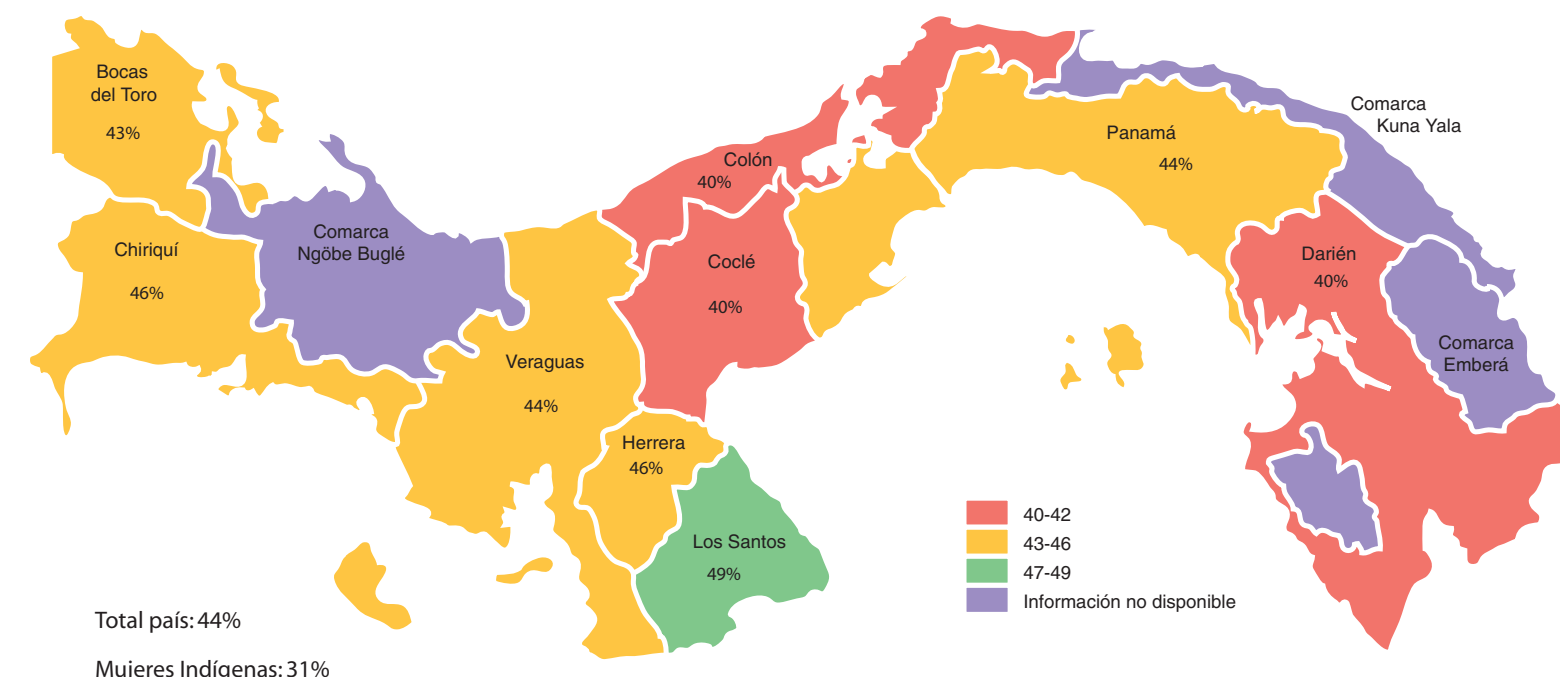 Bocas
del Toro
43%
Chiriquí
46%
Comarca
Ngöbe Buglé
Veraguas
44%
Colón
40%
Coclé
40%
Herrera
46%
Los Santos
49%
Panamá
44%
Comarca
Kuna Yala
Darién
40%
Comarca
Emberá
40-42
43-46
47-49
Información no disponible
Total país: 44%
Mujeres Indígenas: 31%